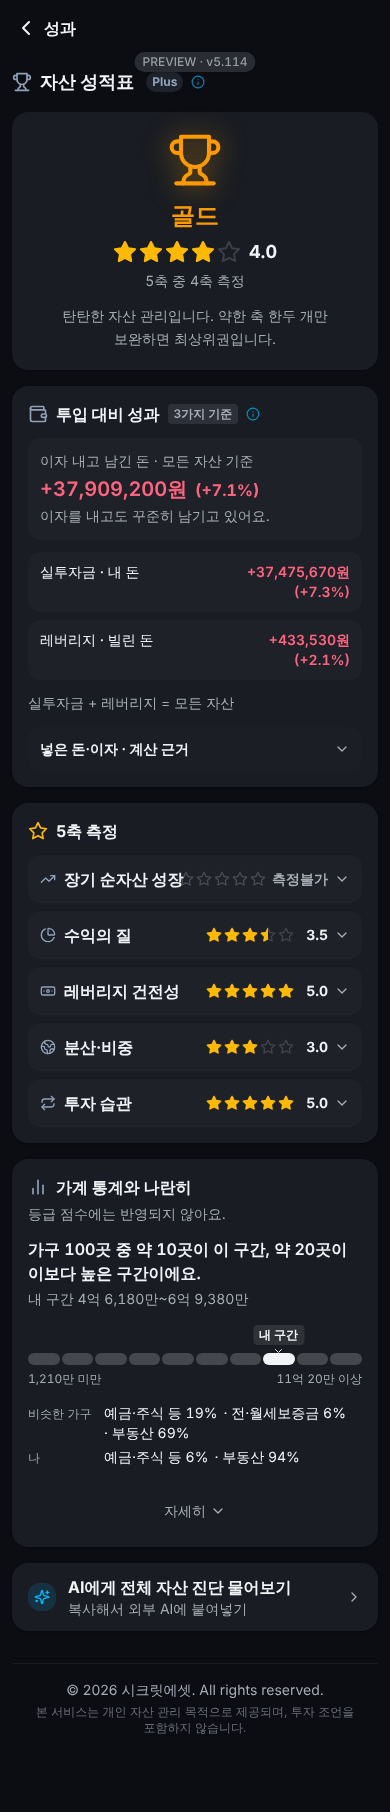 성과
PREVIEW · v5.114
자산 성적표 Plus
골드
4.0
5축 중 4축 측정
탄탄한 자산 관리입니다. 약한 축 한두 개만
보완하면 최상위권입니다.
투입 대비 성과 3가지 기준
이자 내고 남긴 돈 · 모든 자산 기준
+37,909,200원 (+7.1%)
이자를 내고도 꾸준히 남기고 있어요.
실투자금 · 내 돈 +37,475,670원
(+7.3%)
레버리지 · 빌린 돈 +433,530원
(+2.1%)
실투자금 + 레버리지 = 모든 자산
넣은 돈·이자 · 계산 근거
5축 측정
장기 순자산 성장 측정불가
수익의 질 3.5
레버리지 건전성 5.0
분산·비중 3.0
투자 습관 5.0
가계 통계와 나란히
등급 점수에는 반영되지 않아요.
가구 100곳 중 약 10곳이 이 구간, 약 20곳이
이보다 높은 구간이에요.
내 구간 4억 6,180만~6억 9,380만
내 구간
1,210만 미만 11억 20만 이상
비슷한 가구 예금·주식 등 19% · 전·월세보증금 6%
· 부동산 69%
나 예금·주식 등 6% · 부동산 94%
자세히
AI에게 전체 자산 진단 물어보기
복사해서 외부 AI에 붙여넣기
© 2026 시크릿에셋. All rights reserved.
본 서비스는 개인 자산 관리 목적으로 제공되며, 투자 조언을
포함하지 않습니다.